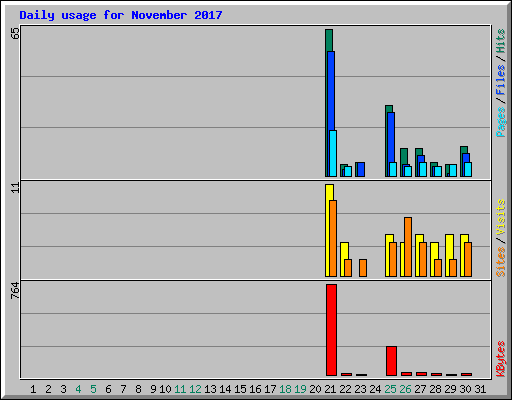 Daily usage for November 2017
65
Pages/Files/Hits
11
Sites/Visits
764
KBytes
1 2 3 4 5 6 7 8 9 10 11 12 13 14 15 16 17 18 19 20 21 22 23 24 25 26 27 28 29 30 31